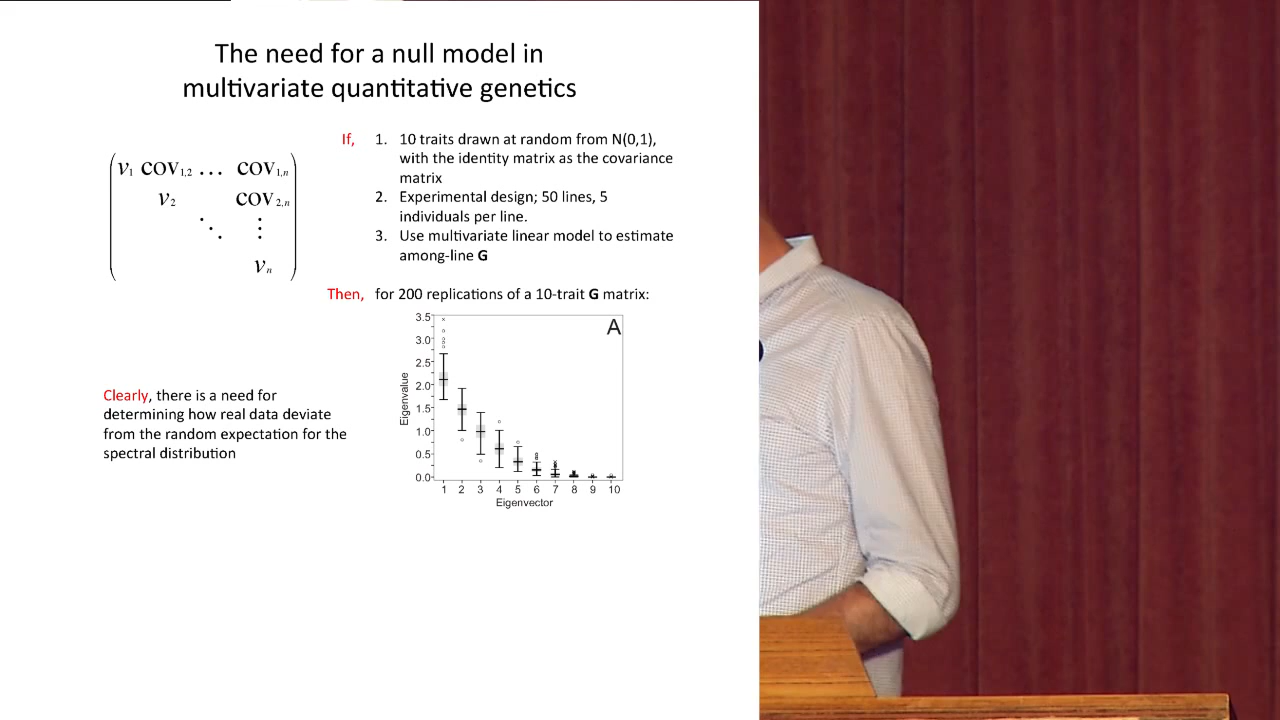 The need for a null model in
multivariate quantitative genetics
v1 cov1,2 ... cov1,n
v2 cov2,n
⋱ ⋮
vn
If, 1. 10 traits drawn at random from N(0,1),
with the identity matrix as the covariance
matrix
2. Experimental design; 50 lines, 5
individuals per line.
3. Use multivariate linear model to estimate
among-line G
Then, for 200 replications of a 10-trait G matrix:
A
3.5
3.0
2.5
2.0
1.5
1.0
0.5
0.0
Eigenvalue
1 2 3 4 5 6 7 8 9 10
Eigenvector
Clearly, there is a need for
determining how real data deviate
from the random expectation for the
spectral distribution